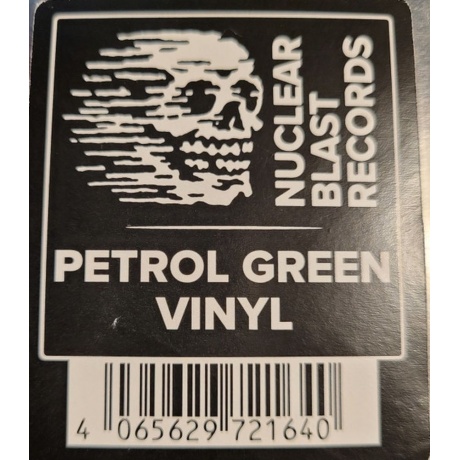 NUCLEAR
BLAST
RECORDS
PETROL GREEN
VINYL
4 065629 721640